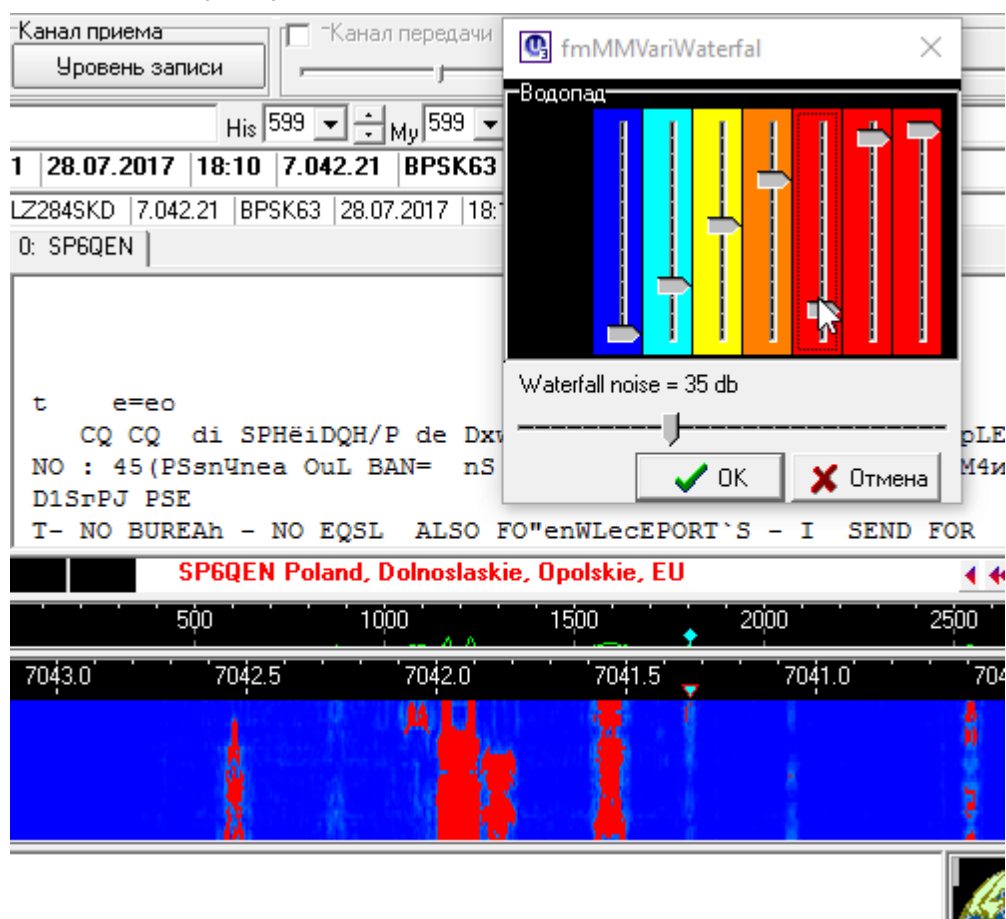 Канал приема
Канал передачи
Уровень записи
His 599 My 599
1 28.07.2017 18:10 7.042.21 BPSK63
LZ284SKD 7.042.21 BPSK63 28.07.2017
0: SP6QEN
fmMMVariWaterfal
Водопад
Waterfall noise = 35 db
OK
Отмена
t e=eo
CQ CQ di SPHëiDQH/P de Dxw pLE
NO : 45(PSsnЧnea OuL BAN= nS M4и
D1SrPJ PSE
T- NO BUREAh - NO EQSL ALSO FO"enWLecEPORT`S - I SEND FOR
SP6QEN Poland, Dolnoslaskie, Opolskie, EU
500 1000 1500 2000 2500
7043.0 7042.5 7042.0 7041.5 7041.0